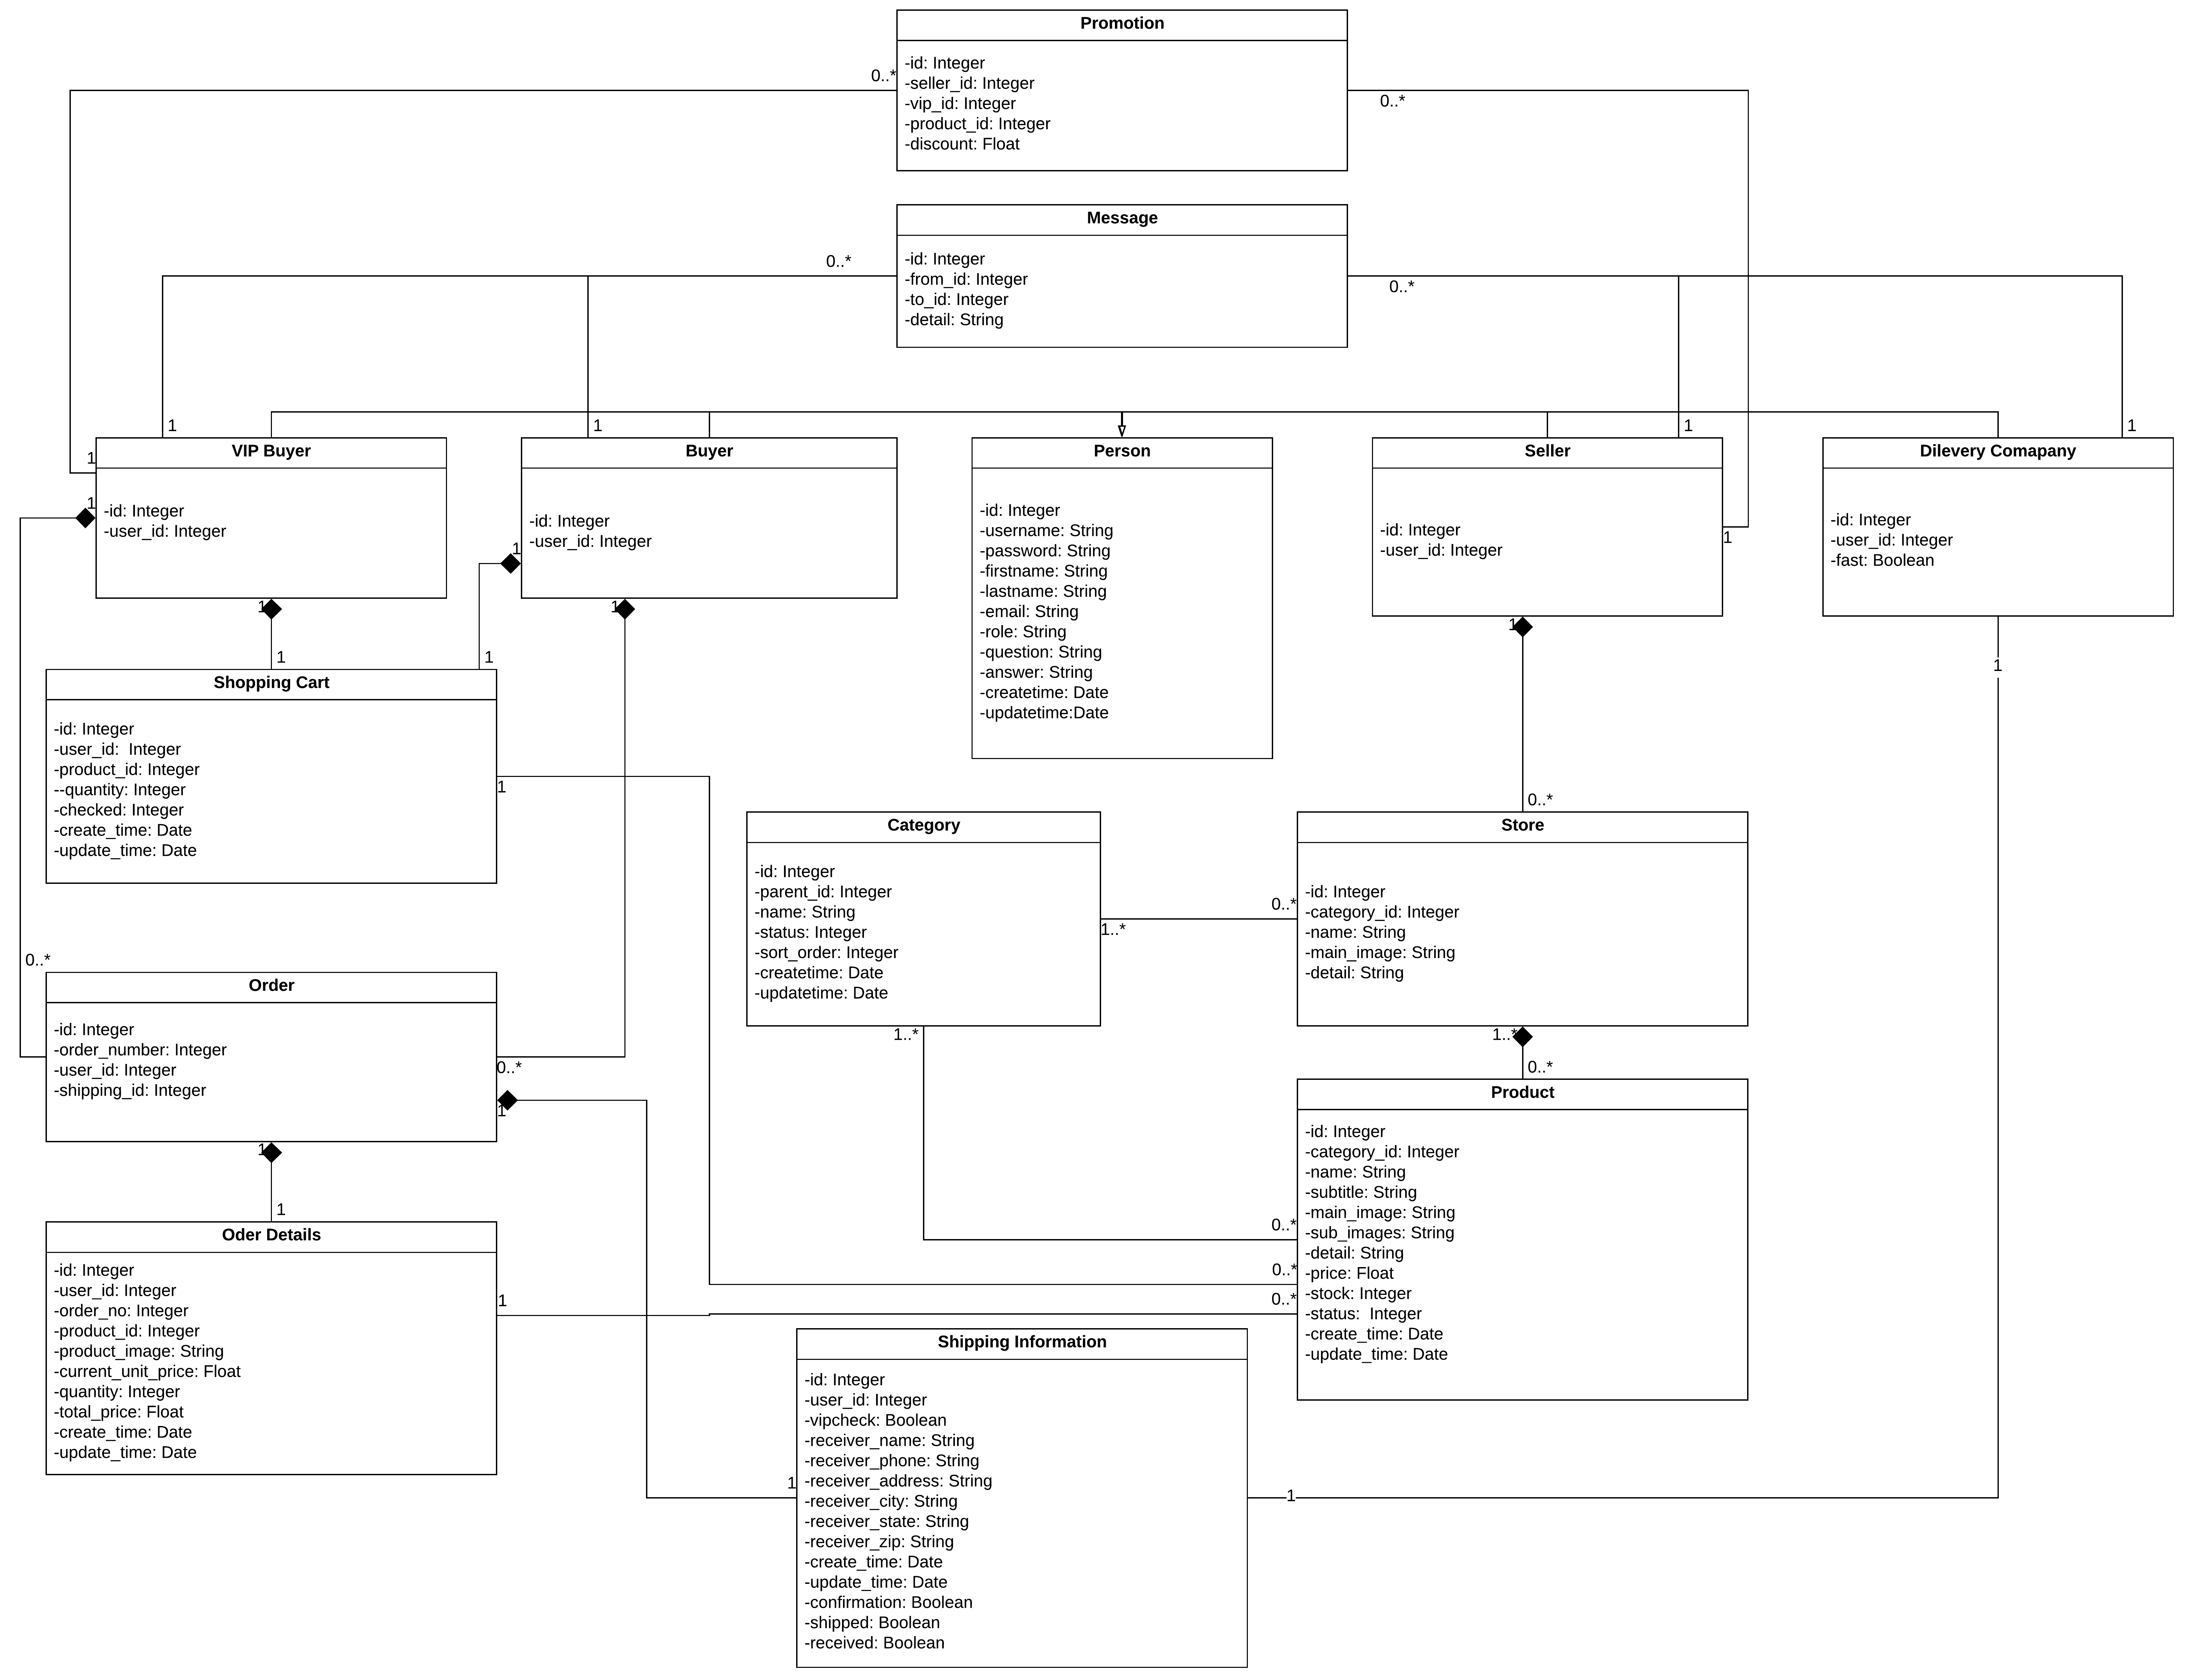 Promotion
-id: Integer
-seller_id: Integer
-vip_id: Integer
-product_id: Integer
-discount: Float
0..*
0..*
Message
-id: Integer
-from_id: Integer
-to_id: Integer
-detail: String
0..*
0..*
1
1
1
1
VIP Buyer
-id: Integer
-user_id: Integer
1
1
1
Buyer
-id: Integer
-user_id: Integer
1
1
Person
-id: Integer
-username: String
-password: String
-firstname: String
-lastname: String
-email: String
-role: String
-question: String
-answer: String
-createtime: Date
-updatetime:Date
Seller
-id: Integer
-user_id: Integer
1
1
Dilevery Comapany
-id: Integer
-user_id: Integer
-fast: Boolean
1
1
1
Shopping Cart
-id: Integer
-user_id:  Integer
-product_id: Integer
--quantity: Integer
-checked: Integer
-create_time: Date
-update_time: Date
1
Category
-id: Integer
-parent_id: Integer
-name: String
-status: Integer
-sort_order: Integer
-createtime: Date
-updatetime: Date
1..*
1..*
0..*
0..*
Store
-id: Integer
-category_id: Integer
-name: String
-main_image: String
-detail: String
1..*
0..*
0..*
Order
-id: Integer
-order_number: Integer
-user_id: Integer
-shipping_id: Integer
0..*
1
1
1
Oder Details
-id: Integer
-user_id: Integer
-order_no: Integer
-product_id: Integer
-product_image: String
-current_unit_price: Float
-quantity: Integer
-total_price: Float
-create_time: Date
-update_time: Date
1
Product
-id: Integer
-category_id: Integer
-name: String
-subtitle: String
-main_image: String
-sub_images: String
-detail: String
-price: Float
-stock: Integer
-status:  Integer
-create_time: Date
-update_time: Date
0..*
0..*
0..*
Shipping Information
-id: Integer
-user_id: Integer
-vipcheck: Boolean
-receiver_name: String
-receiver_phone: String
-receiver_address: String
-receiver_city: String
-receiver_state: String
-receiver_zip: String
-create_time: Date
-update_time: Date
-confirmation: Boolean
-shipped: Boolean
-received: Boolean
1
1